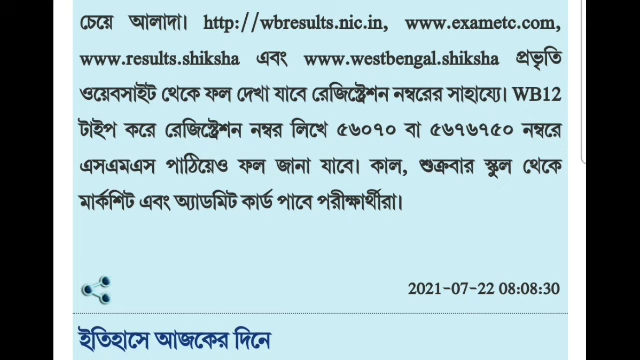 চেয়ে আলাদা। http://wbresults.nic.in, www.exametc.com,
www.results.shiksha এবং www.westbengal.shiksha প্রভৃতি
ওয়েবসাইট থেকে ফল দেখা যাবে রেজিস্ট্রেশন নম্বরের সাহায্যে। WB12
টাইপ করে রেজিস্ট্রেশন নম্বর লিখে ৫৬০৭০ বা ৫৬৭৬৭৫০ নম্বরে
এসএমএস পাঠিয়েও ফল জানা যাবে। কাল, শুক্রবার স্কুল থেকে
মার্কশিট এবং অ্যাডমিট কার্ড পাবে পরীক্ষার্থীরা।
2021-07-22 08:08:30
ইতিহাসে আজকের দিনে